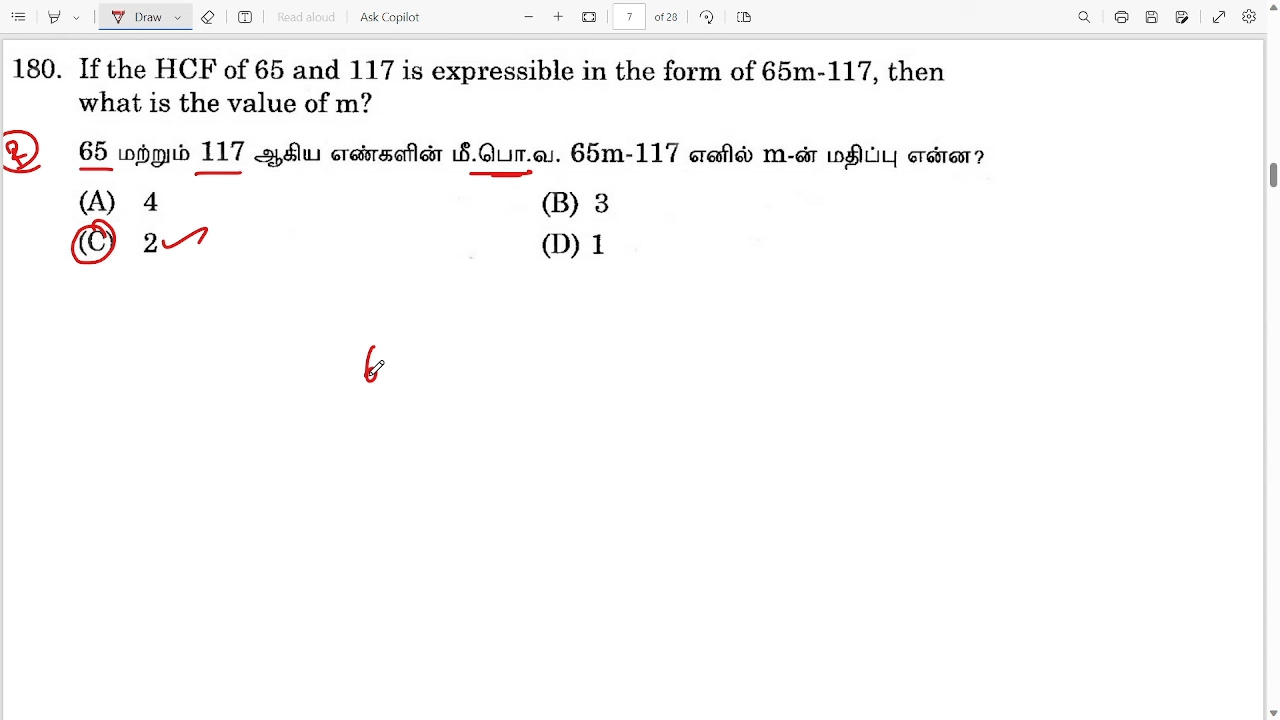 Draw Read aloud Ask Copilot 7 of 28
180. If the HCF of 65 and 117 is expressible in the form of 65m-117, then
what is the value of m?
2 65 மற்றும் 117 ஆகிய எண்களின் மீ.பொ.வ. 65m-117 எனில் m-ன் மதிப்பு என்ன?
(A) 4 (B) 3
(C) 2 (D) 1
6